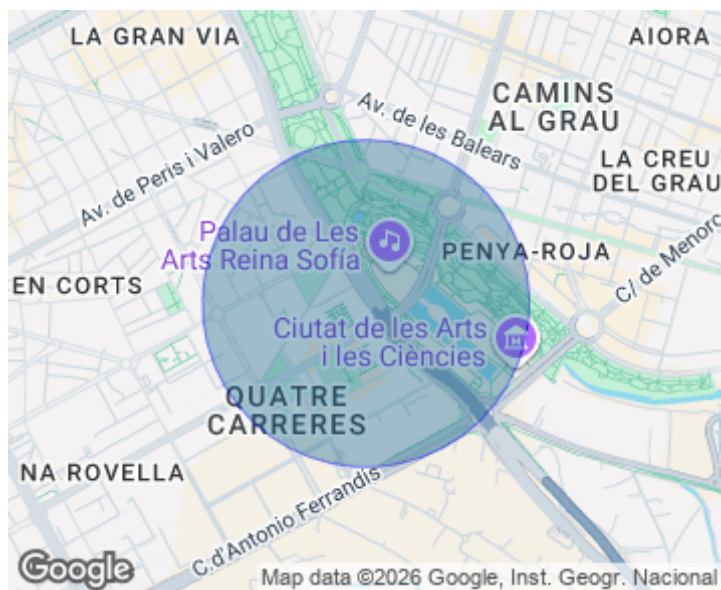 LA GRAN VIA
AIORA
CAMINS
AL GRAU
Av. de les Balears
LA CREU
DEL GRAU
Av. de Peris i Valero
Palau de Les
Arts Reina Sofía
PENYA-ROJA
C/ de Menorc
EN CORTS
Ciutat de les Arts
i les Ciències
QUATRE
CARRERES
NA ROVELLA
C. d'Antonio Ferrandis
Google
Map data ©2026 Google, Inst. Geogr. Nacional